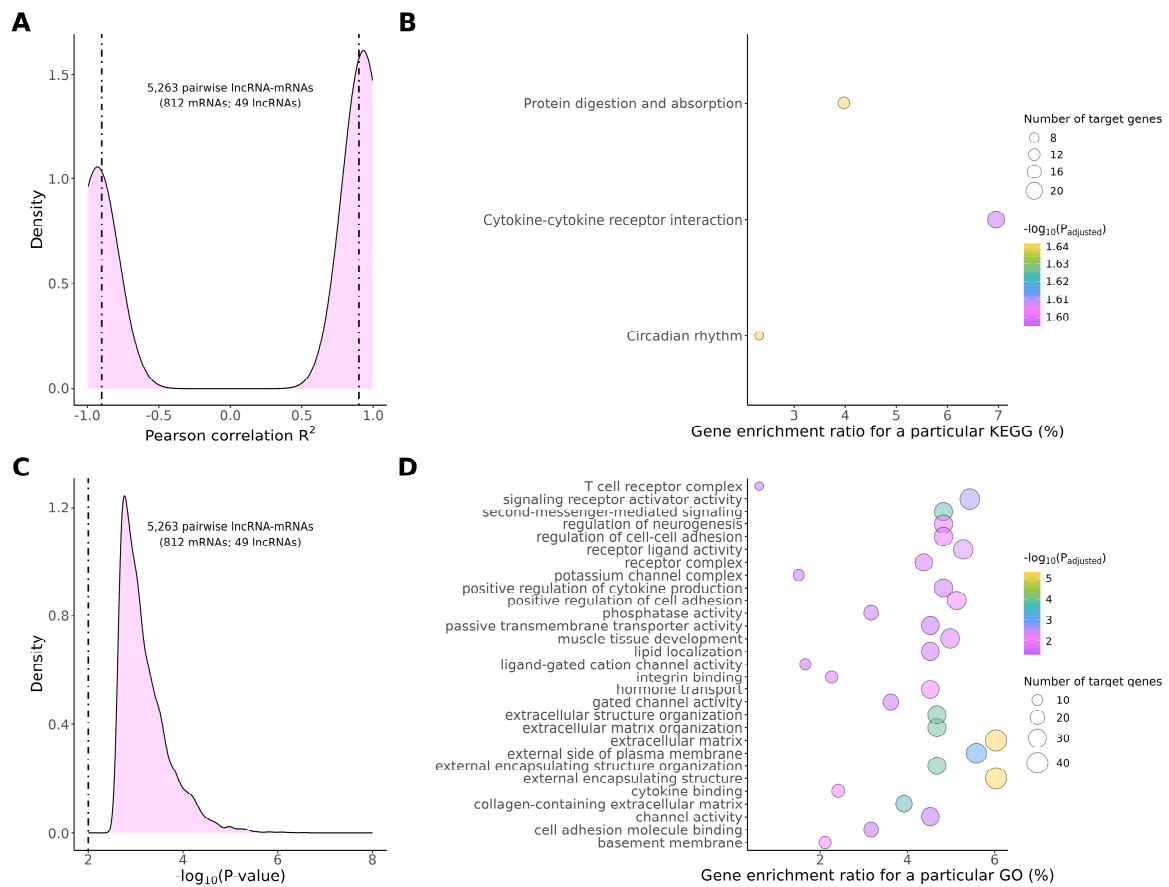 A
5,263 pairwise lncRNA-mRNAs
(812 mRNAs; 49 lncRNAs)
Density
1.5
1.0
0.5
0.0
-1.0
-0.5
0.0
0.5
1.0
Pearson correlation R²
B
Protein digestion and absorption
Cytokine-cytokine receptor interaction
Circadian rhythm
3
4
5
6
7
Gene enrichment ratio for a particular KEGG (%)
Number of target genes
8
12
16
20
-log₁₀(Padjusted)
1.64
1.63
1.62
1.61
1.60
C
5,263 pairwise lncRNA-mRNAs
(812 mRNAs; 49 lncRNAs)
Density
1.2
0.8
0.4
0.0
2
4
6
8
-log₁₀(P-value)
D
T cell receptor complex
signaling receptor activator activity
second-messenger-mediated signaling
regulation of neurogenesis
regulation of cell-cell adhesion
receptor ligand activity
receptor complex
potassium channel complex
positive regulation of cytokine production
positive regulation of cell adhesion
phosphatase activity
passive transmembrane transporter activity
muscle tissue development
lipid localization
ligand-gated cation channel activity
integrin binding
hormone transport
gated channel activity
extracellular structure organization
extracellular matrix organization
extracellular matrix
external side of plasma membrane
external encapsulating structure organization
external encapsulating structure
cytokine binding
collagen-containing extracellular matrix
channel activity
cell adhesion molecule binding
basement membrane
2
4
6
Gene enrichment ratio for a particular GO (%)
-log₁₀(Padjusted)
5
4
3
2
Number of target genes
10
20
30
40